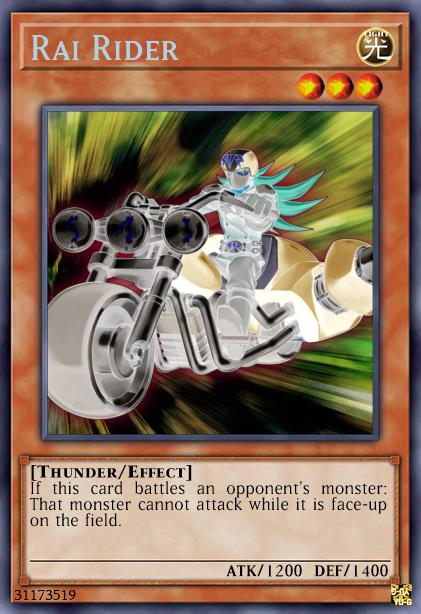 Rai Rider
LIGHT
光
[Thunder/Effect]
If this card battles an opponent's monster:
That monster cannot attack while it is face-up
on the field.
ATK/1200 DEF/1400
31173519